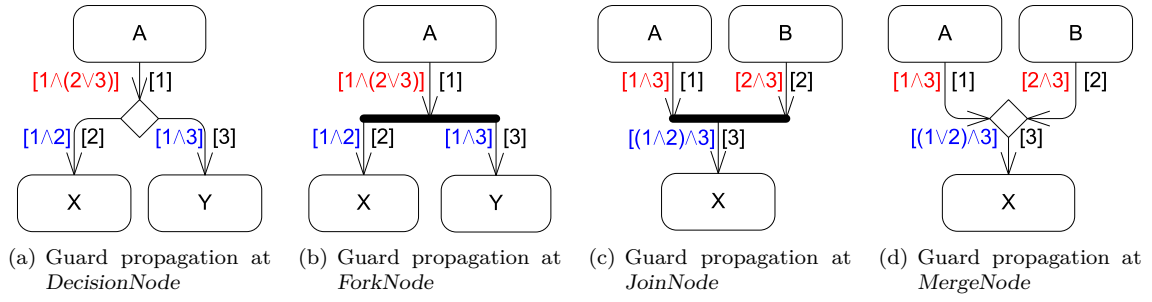 A
[1∧(2∨3)] [1]
[1∧2] [2] [1∧3] [3]
X Y
(a) Guard propagation at
DecisionNode
A
[1∧(2∨3)] [1]
[1∧2] [2] [1∧3] [3]
X Y
(b) Guard propagation at
ForkNode
A B
[1∧3] [1] [2∧3] [2]
[(1∧2)∧3] [3]
X
(c) Guard propagation at
JoinNode
A B
[1∧3] [1] [2∧3] [2]
[(1∨2)∧3] [3]
X
(d) Guard propagation at
MergeNode